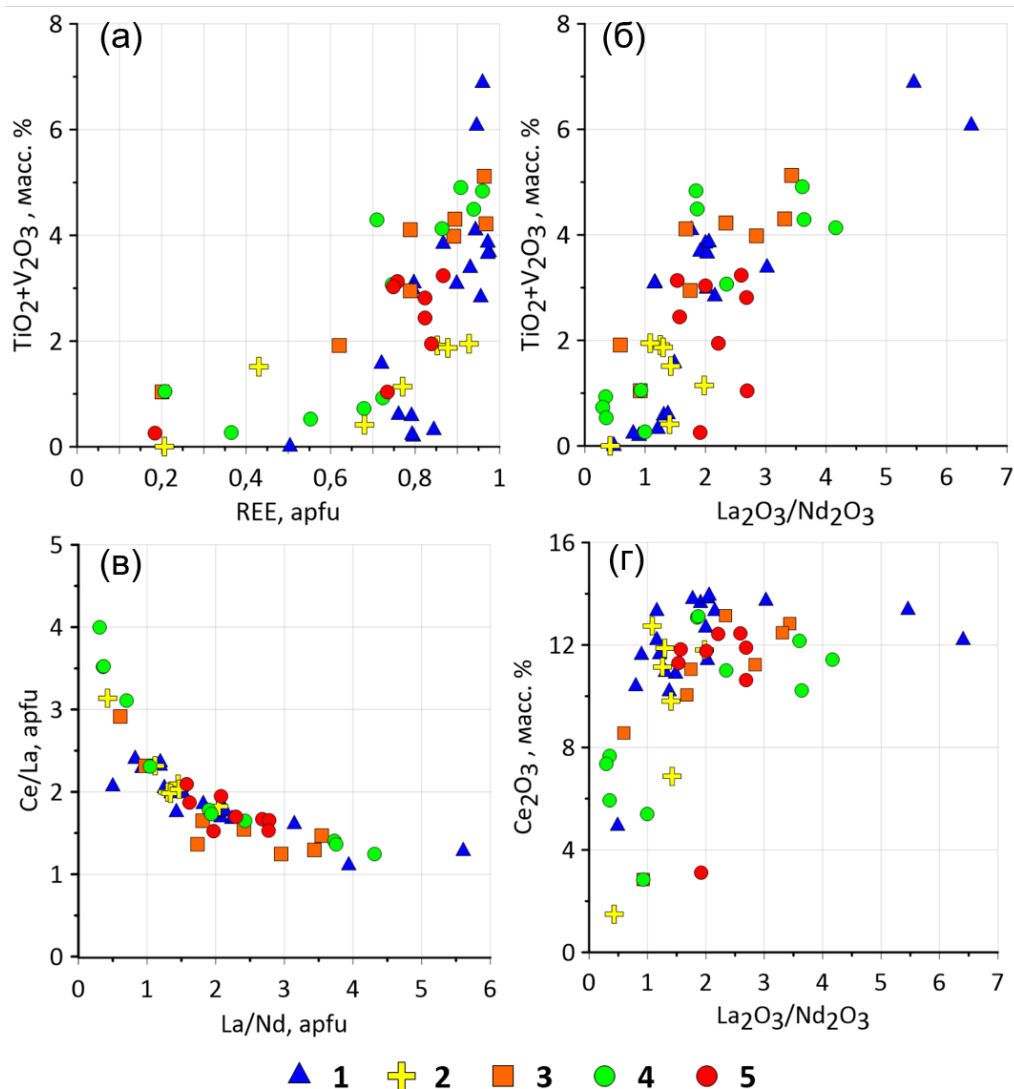 (а)
TiO2+V2O3 , масс. %
8
6
4
2
0
0 0,2 0,4 0,6 0,8 1
REE, apfu
(б)
TiO2+V2O3 , масс. %
8
6
4
2
0
0 1 2 3 4 5 6 7
La2O3/Nd2O3
(в)
Ce/La, apfu
5
4
3
2
1
0
1 2 3 4 5 6
La/Nd, apfu
(г)
Ce2O3 , масс. %
16
12
8
4
0
0 1 2 3 4 5 6 7
La2O3/Nd2O3
1 2 3 4 5